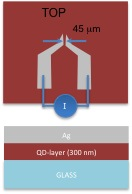 TOP
45 μm
I
Ag
QD-layer (300 nm)
GLASS